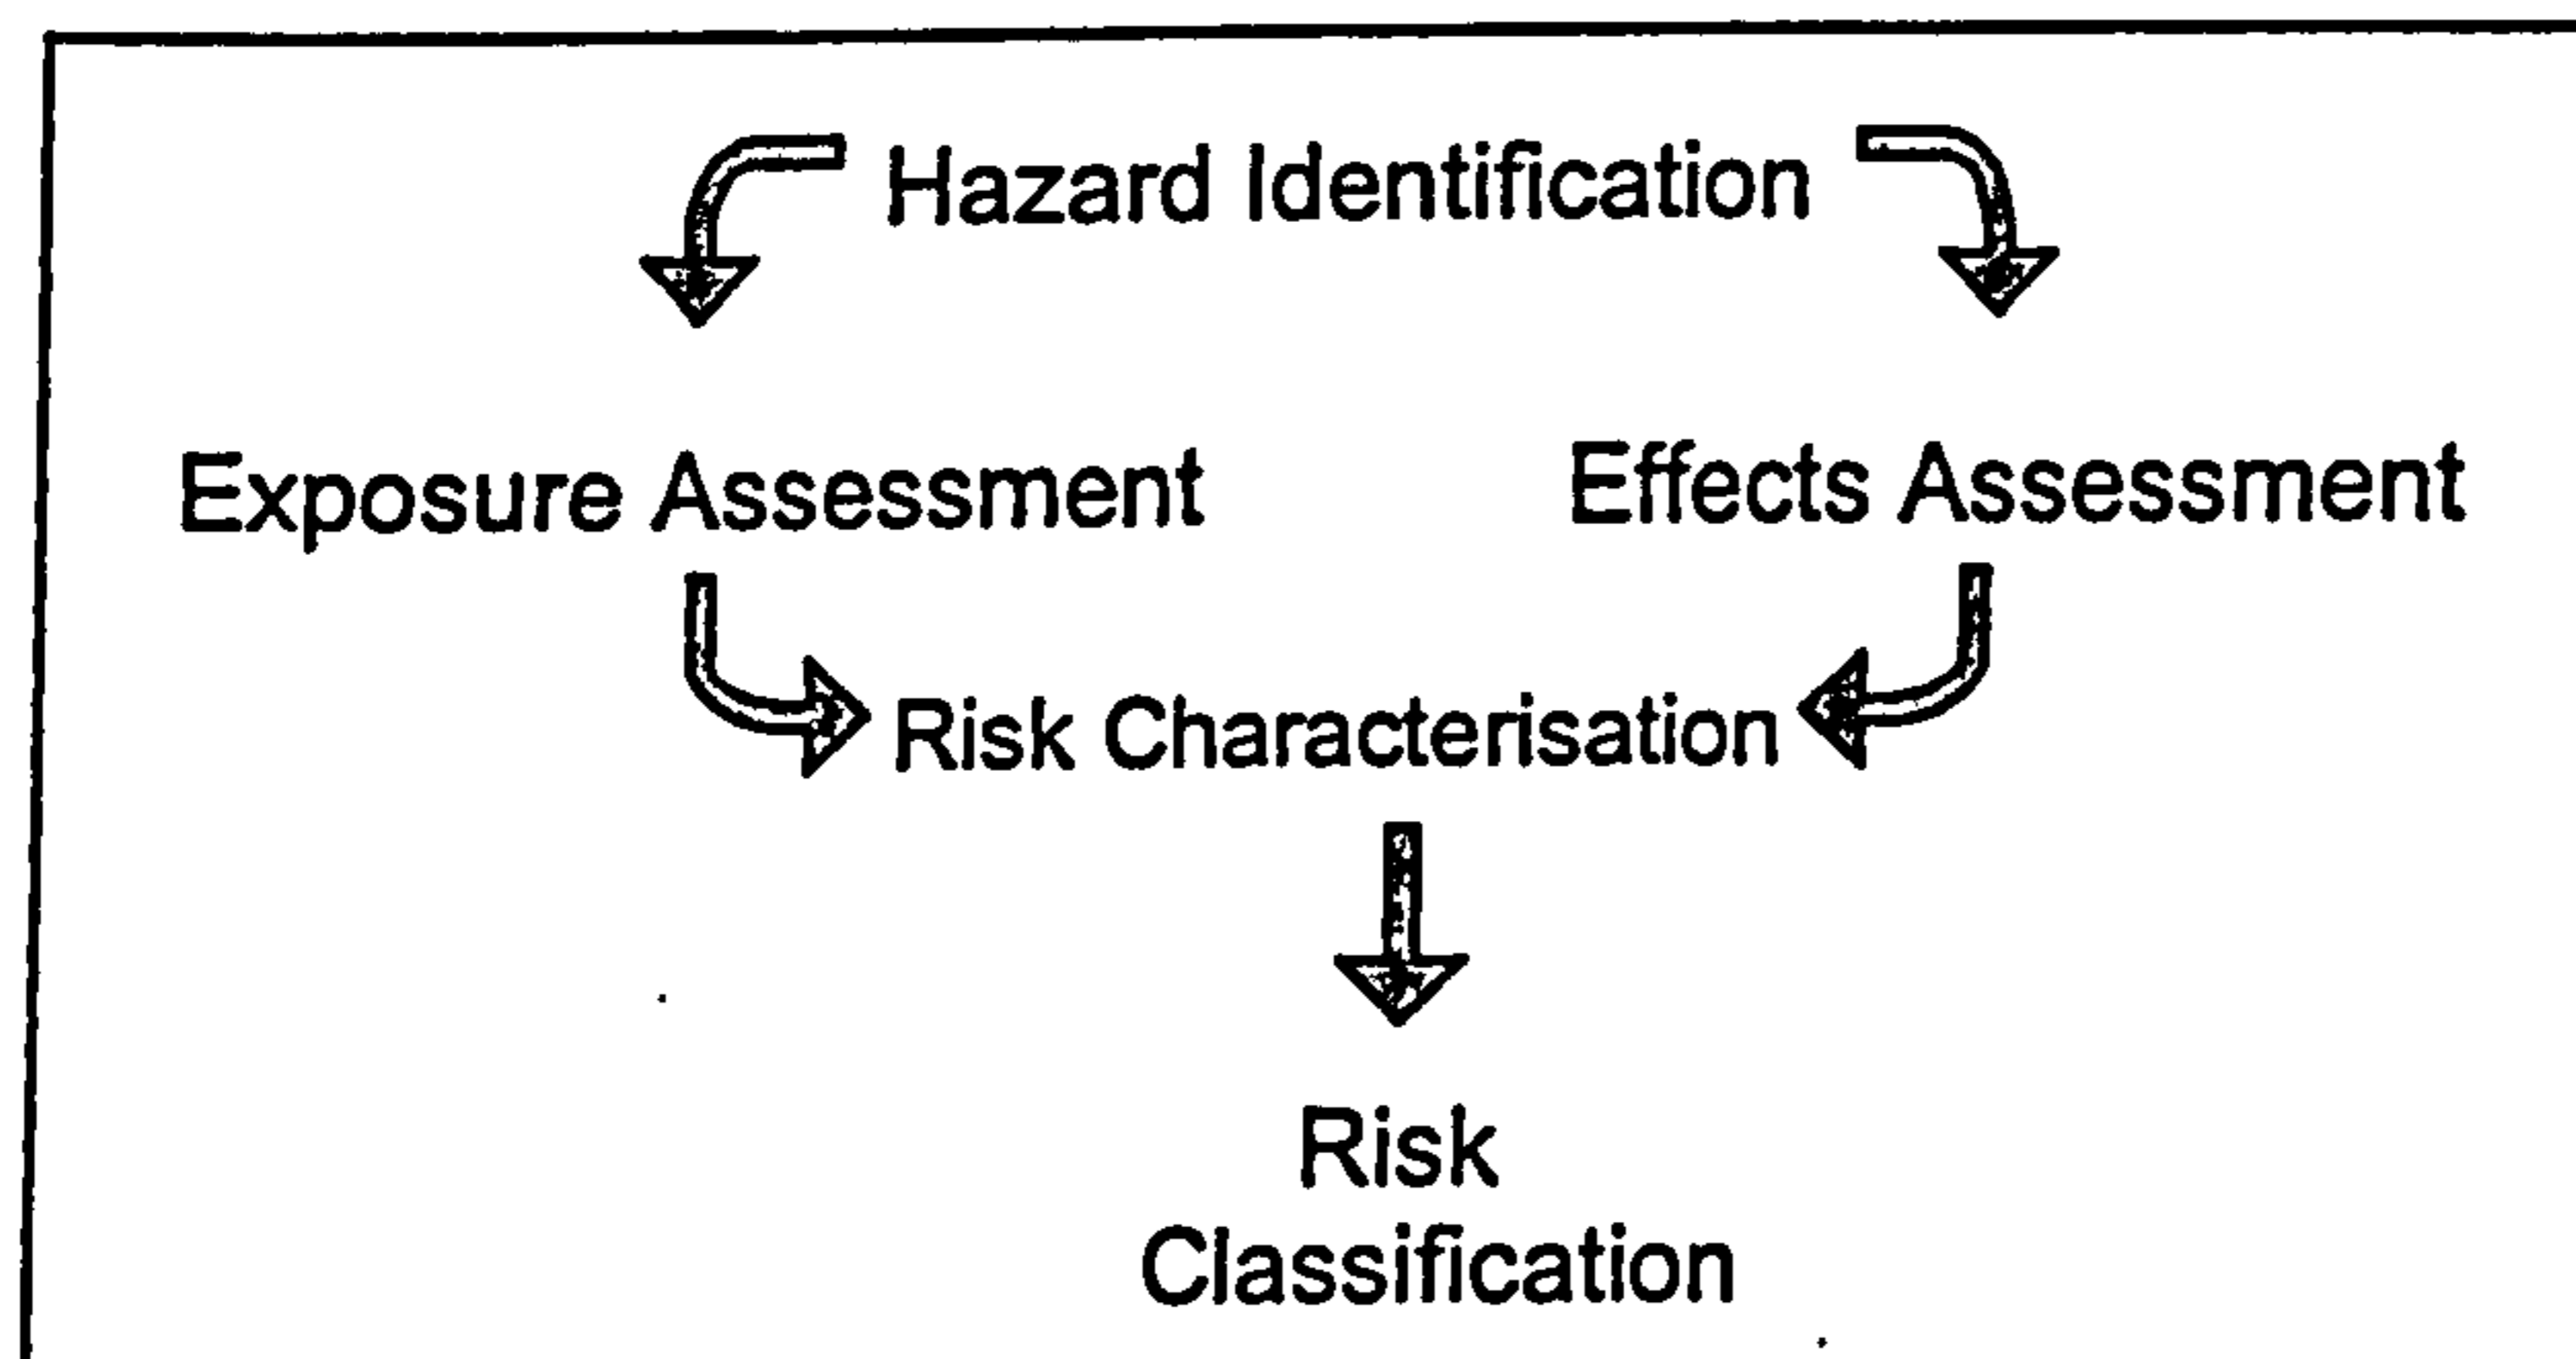 Hazard Identification
Exposure Assessment
Effects Assessment
Risk Characterisation
Risk
Classification